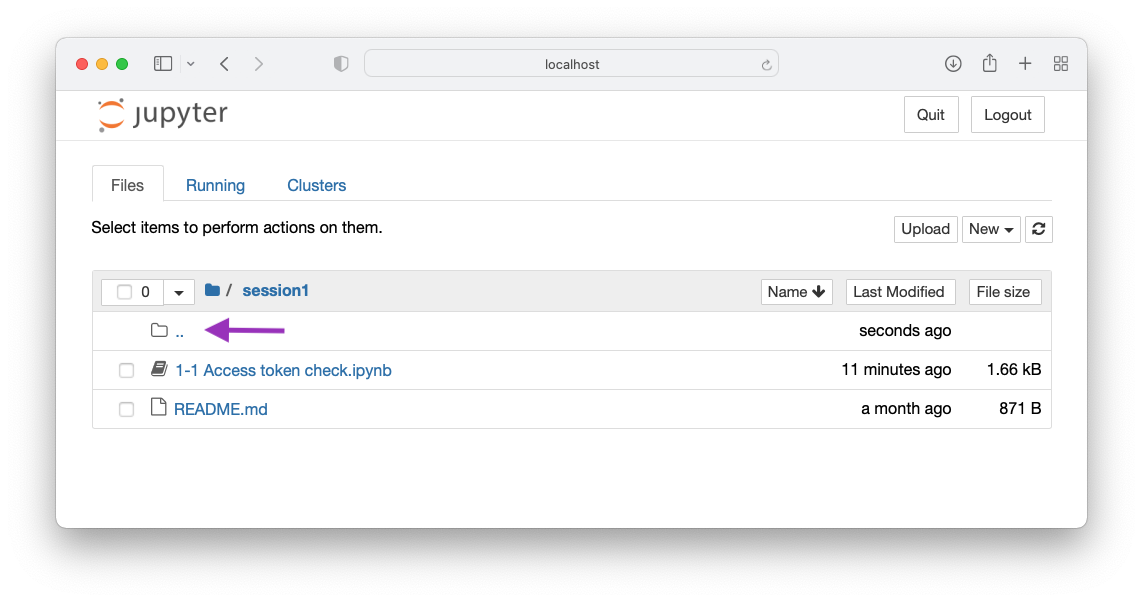 localhost
jupyter
Quit
Logout
Files
Running
Clusters
Select items to perform actions on them.
Upload
New
0
/
session1
Name
Last Modified
File size
..
seconds ago
1-1 Access token check.ipynb
11 minutes ago
1.66 kB
README.md
a month ago
871 B